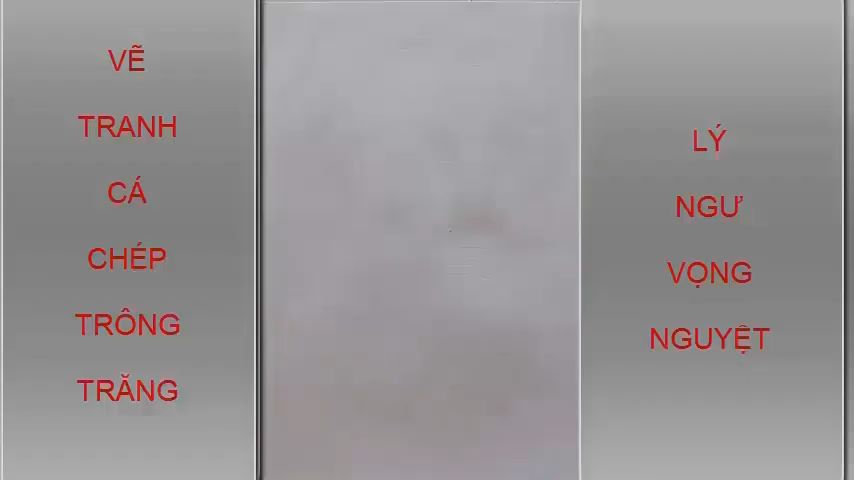 VẼ
TRANH
CÁ
CHÉP
TRÔNG
TRĂNG
LÝ
NGƯ
VỌNG
NGUYỆT